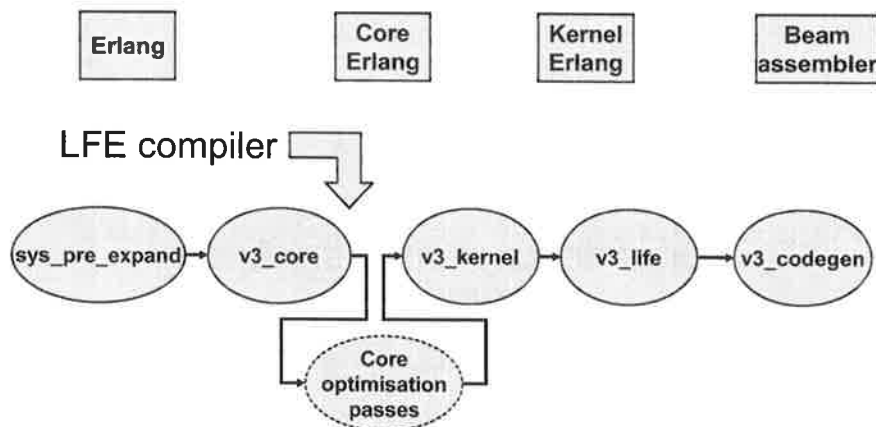 Erlang
Core
Erlang
Kernel
Erlang
Beam
assembler
LFE compiler
sys_pre_expand
v3_core
v3_kernel
v3_life
v3_codegen
Core
optimisation
passes